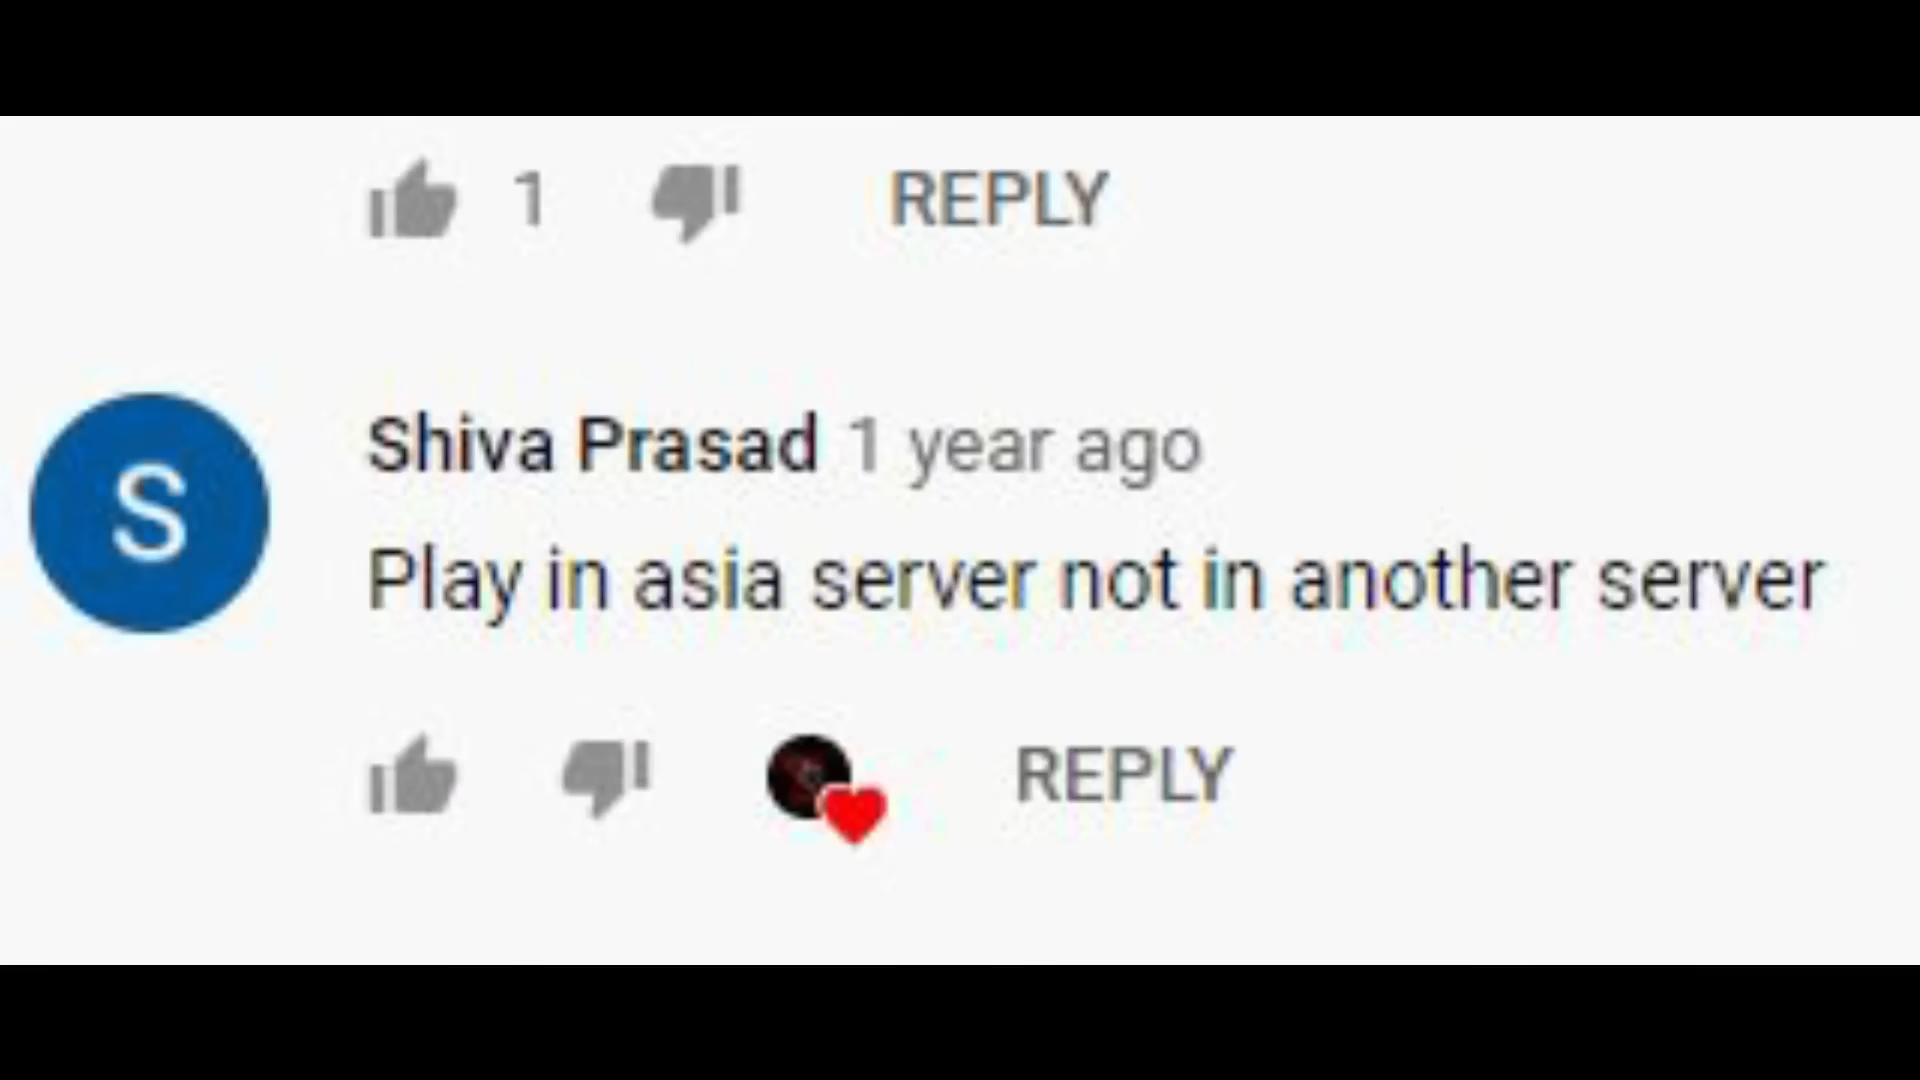 1 REPLY
S
Shiva Prasad 1 year ago
Play in asia server not in another server
REPLY